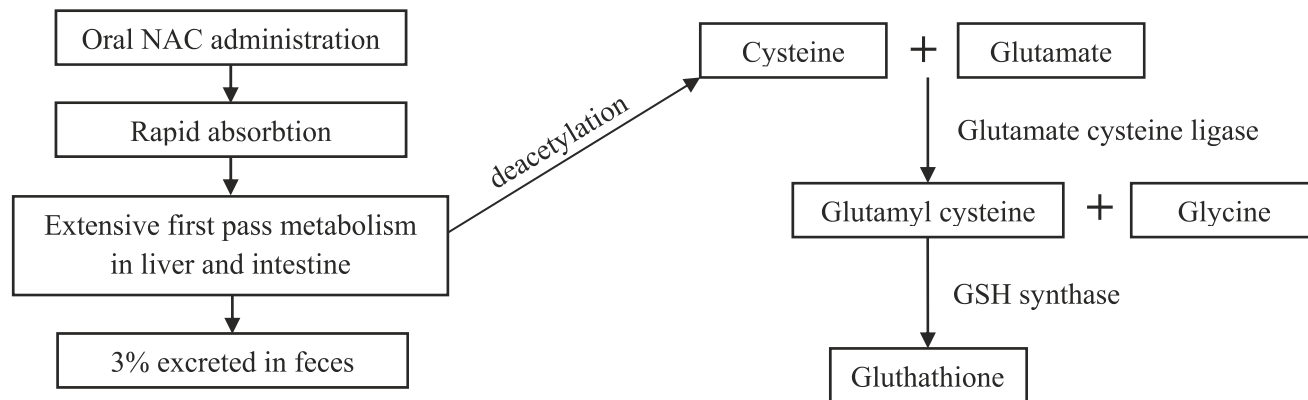 Oral NAC administration
Rapid absorbtion
Extensive first pass metabolism
in liver and intestine
3% excreted in feces
deacetylation
Cysteine + Glutamate
Glutamate cysteine ligase
Glutamyl cysteine + Glycine
GSH synthase
Gluthathione